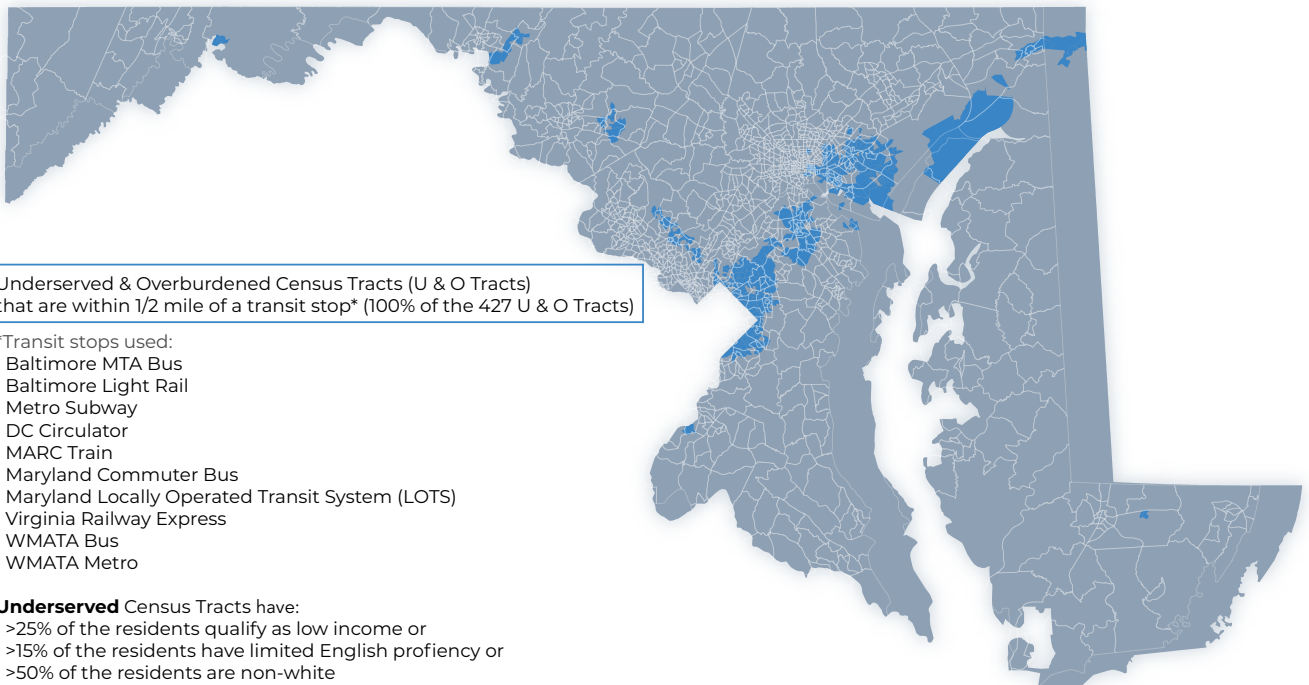 Underserved & Overburdened Census Tracts (U & O Tracts)
that are within 1/2 mile of a transit stop* (100% of the 427 U & O Tracts)
*Transit stops used:
Baltimore MTA Bus
Baltimore Light Rail
Metro Subway
DC Circulator
MARC Train
Maryland Commuter Bus
Maryland Locally Operated Transit System (LOTS)
Virginia Railway Express
WMATA Bus
WMATA Metro
Underserved Census Tracts have:
>25% of the residents qualify as low income or
>15% of the residents have limited English profiency or
>50% of the residents are non-white